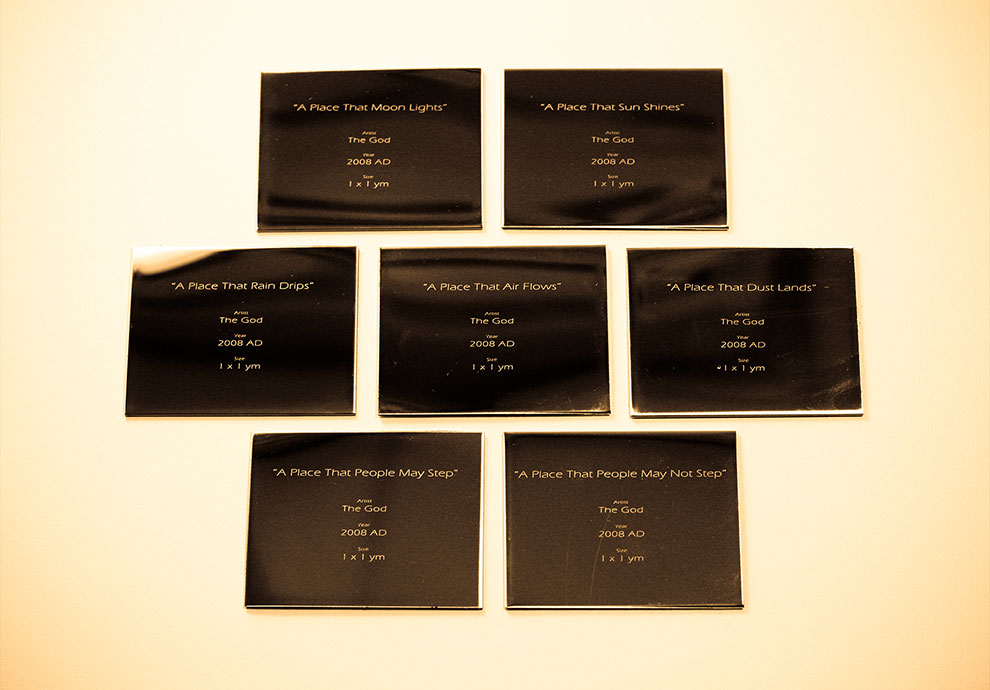 "A Place That Moon Lights"
Artist
The God
Year
2008 AD
Size
1 x 1 ym
"A Place That Sun Shines"
Artist
The God
Year
2008 AD
Size
1 x 1 ym
"A Place That Rain Drips"
Artist
The God
Year
2008 AD
Size
1 x 1 ym
"A Place That Air Flows"
Artist
The God
Year
2008 AD
Size
1 x 1 ym
"A Place That Dust Lands"
Artist
The God
Year
2008 AD
Size
1 x 1 ym
"A Place That People May Step"
Artist
The God
Year
2008 AD
Size
1 x 1 ym
"A Place That People May Not Step"
Artist
The God
Year
2008 AD
Size
1 x 1 ym